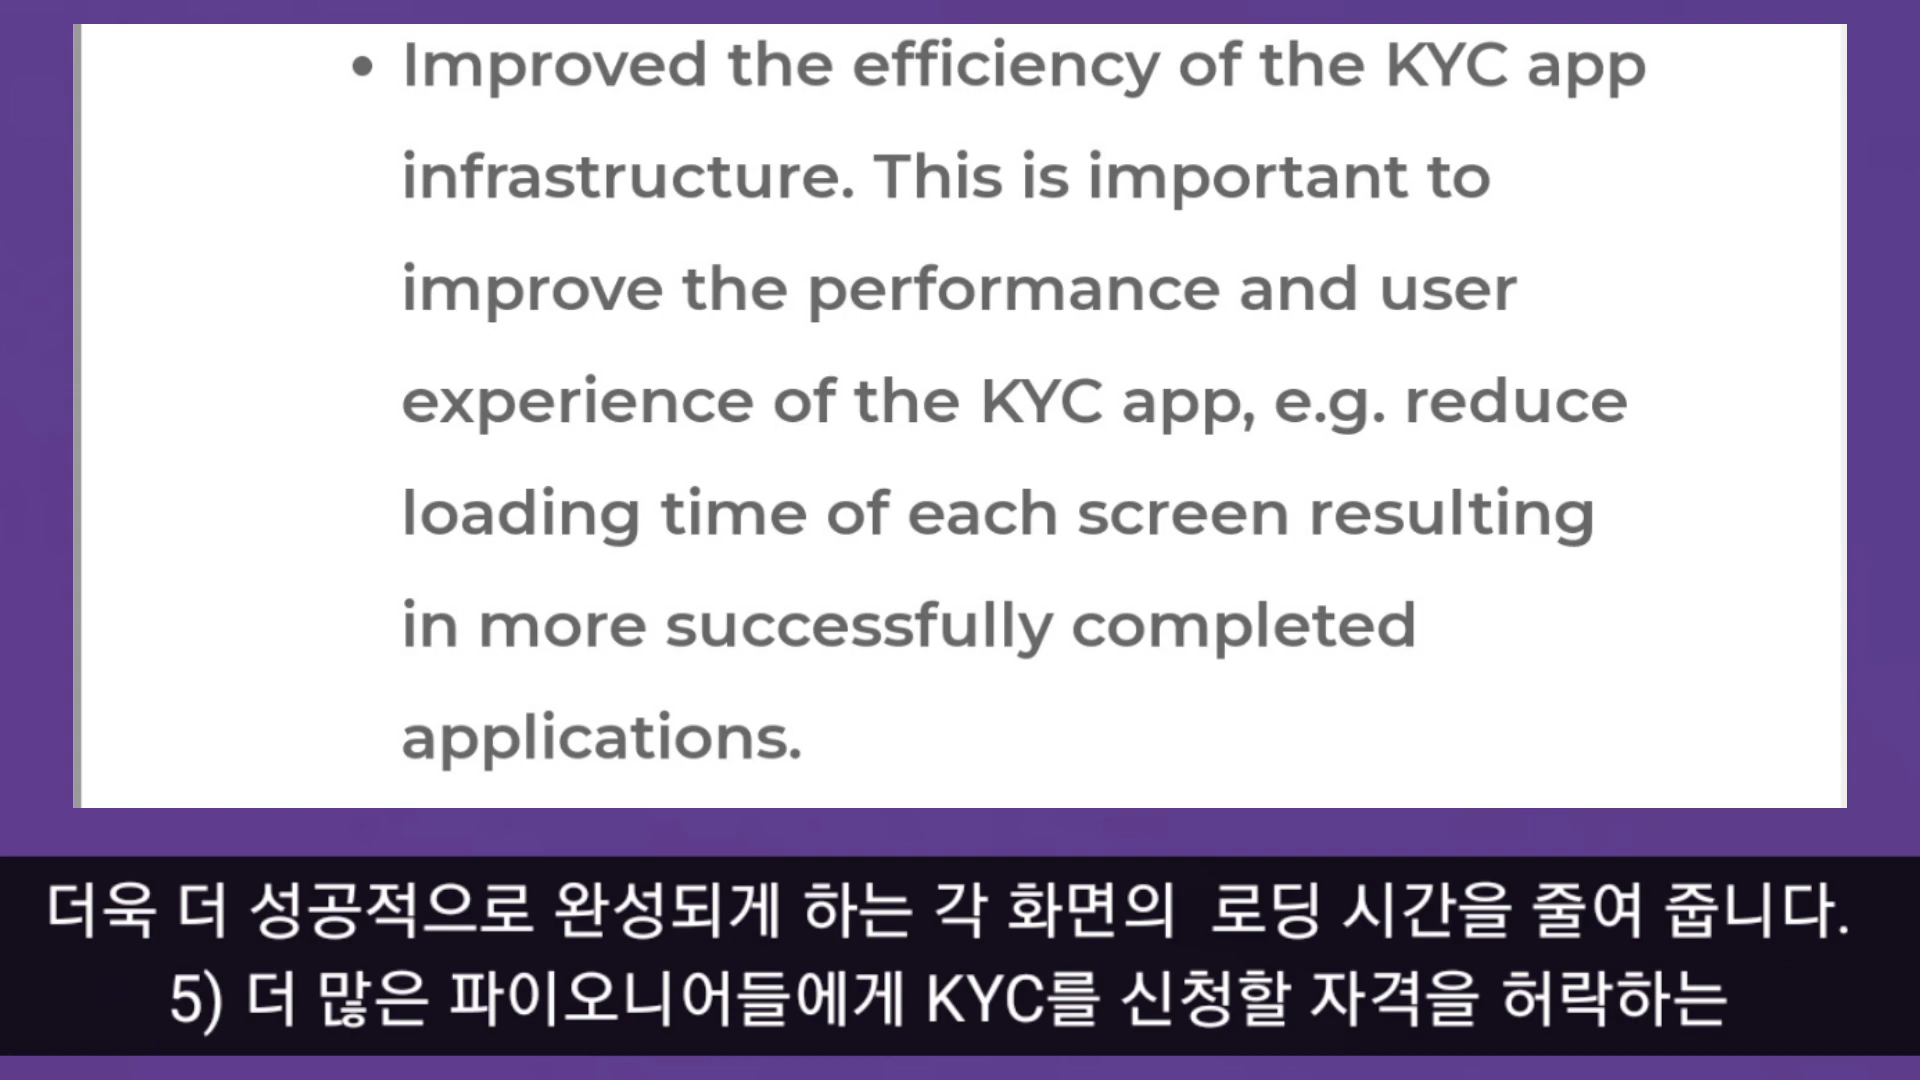 • Improved the efficiency of the KYC app
infrastructure. This is important to
improve the performance and user
experience of the KYC app, e.g. reduce
loading time of each screen resulting
in more successfully completed
applications.
더욱 더 성공적으로 완성되게 하는 각 화면의 로딩 시간을 줄여 줍니다.
5) 더 많은 파이오니어들에게 KYC를 신청할 자격을 허락하는